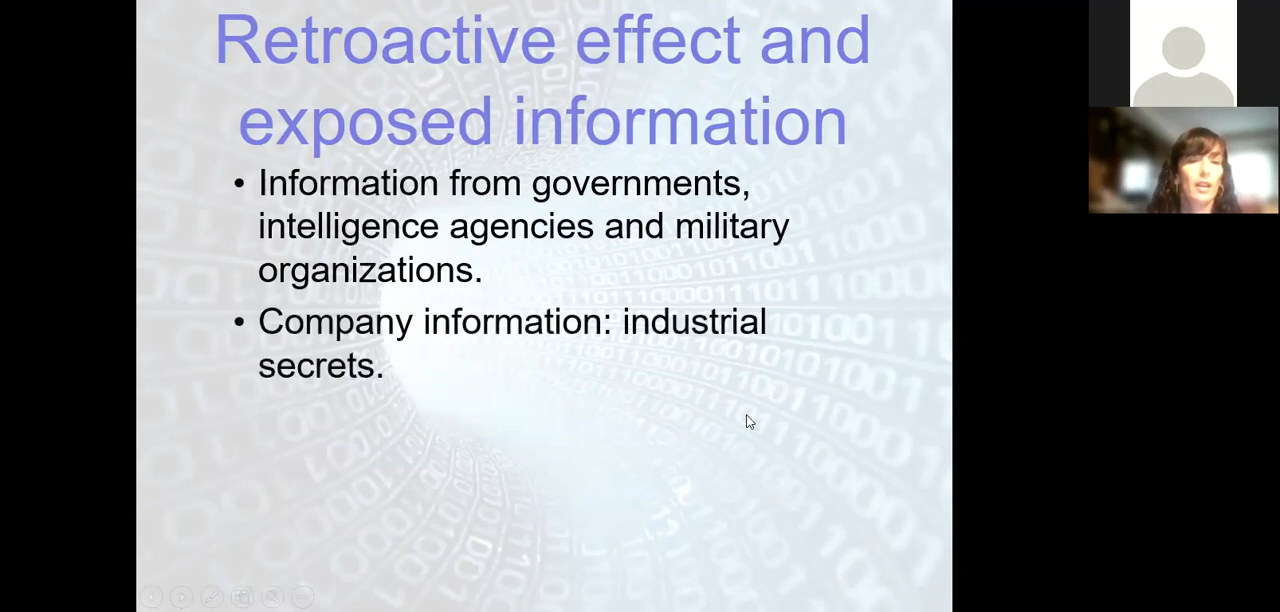 Retroactive effect and
exposed information
• Information from governments,
intelligence agencies and military
organizations.
• Company information: industrial
secrets.